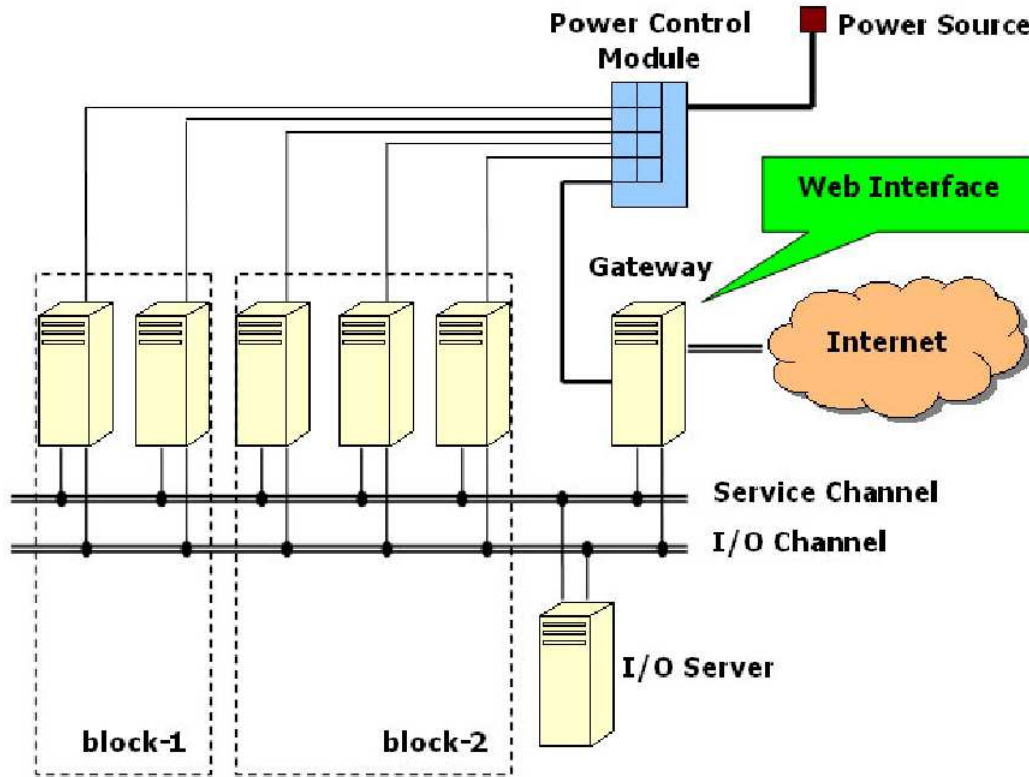 Power Control
Module
Power Source
Web Interface
Gateway
Internet
Service Channel
I/O Channel
I/O Server
block-1
block-2